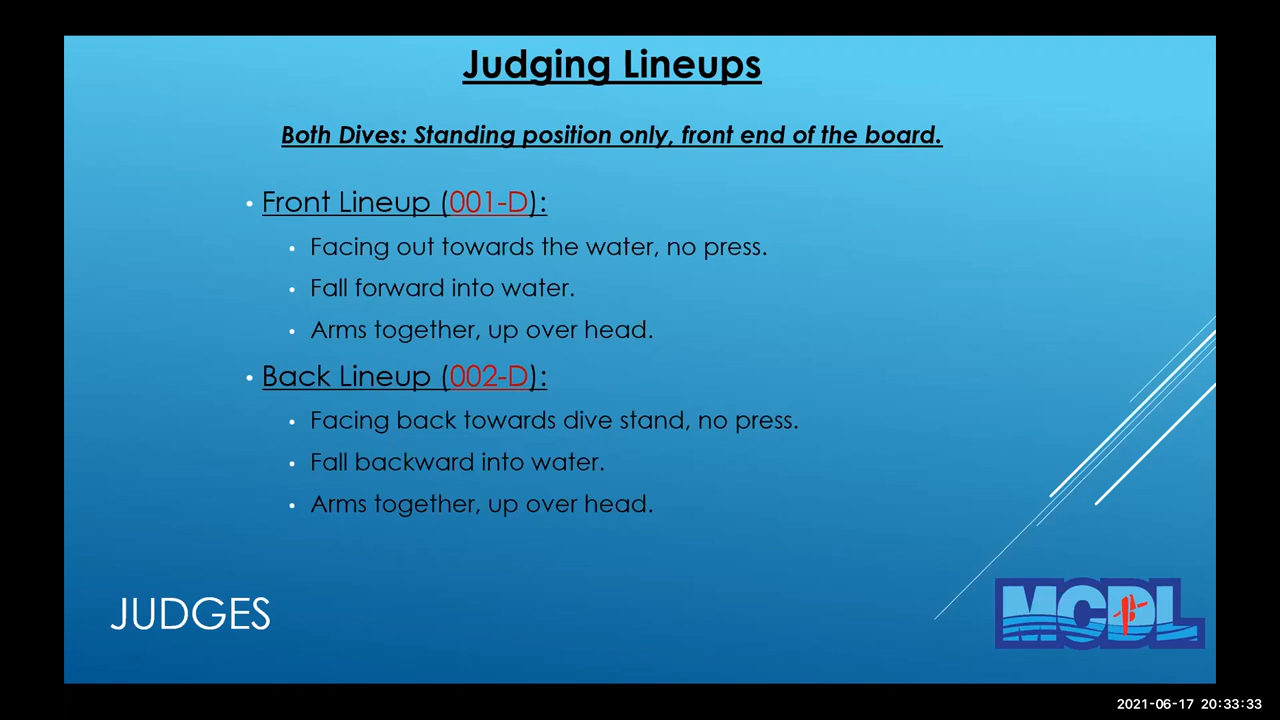 Judging Lineups
Both Dives: Standing position only, front end of the board.
• Front Lineup (001-D):
• Facing out towards the water, no press.
• Fall forward into water.
• Arms together, up over head.
• Back Lineup (002-D):
• Facing back towards dive stand, no press.
• Fall backward into water.
• Arms together, up over head.
JUDGES
MCDL
2021-06-17 20:33:33